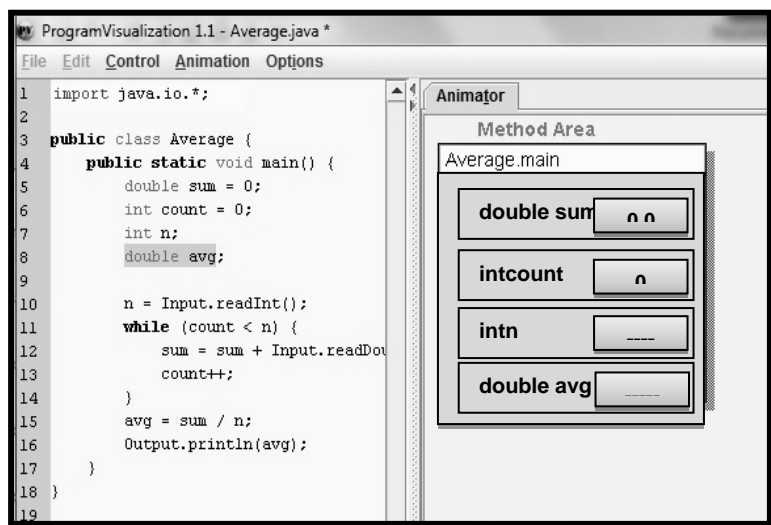 ProgramVisualization 1.1 - Average.java *
File Edit Control Animation Options
1 import java.io.*;
2
3 public class Average {
4 public static void main() {
5 double sum = 0;
6 int count = 0;
7 int n;
8 double avg;
9
10 n = Input.readInt();
11 while (count < n) {
12 sum = sum + Input.readDou
13 count++;
14 }
15 avg = sum / n;
16 Output.println(avg);
17 }
18 }
19
Animator
Method Area
Average.main
double sum 0.0
intcount 0
intn ----
double avg -----